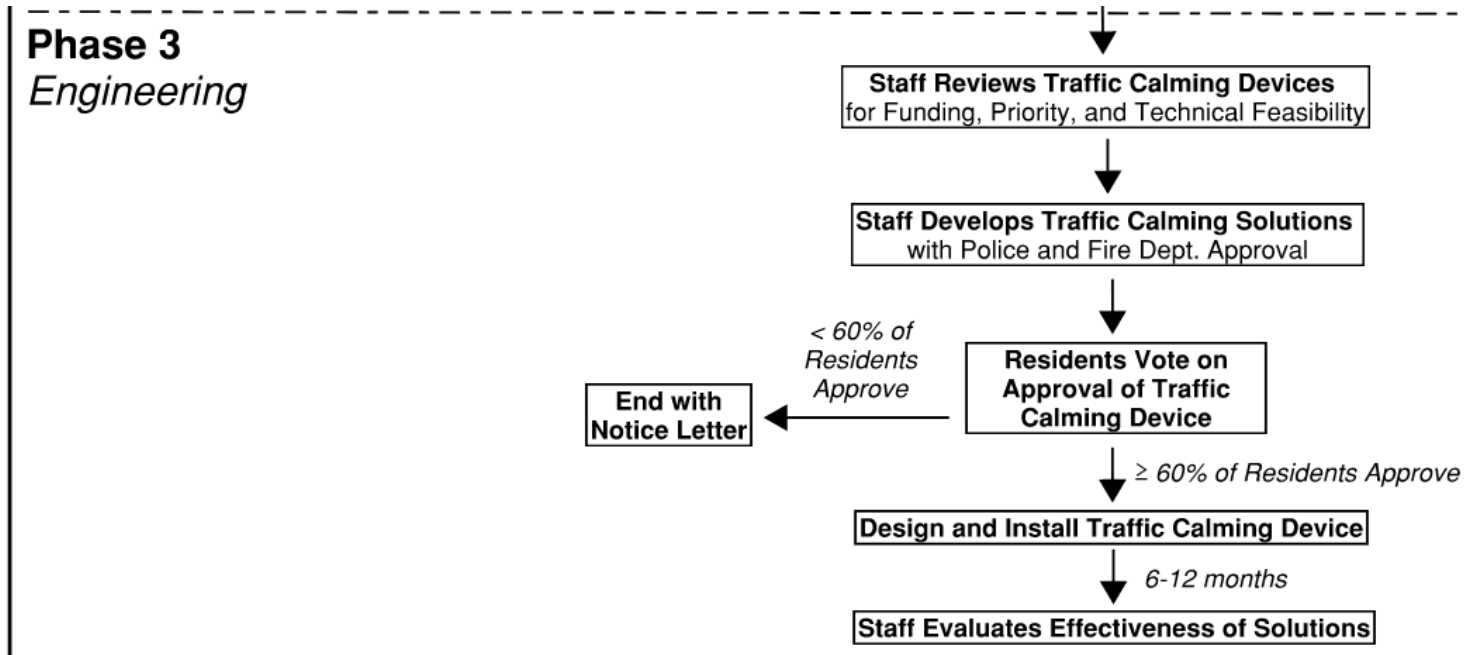 Phase 3
Engineering
Staff Reviews Traffic Calming Devices
for Funding, Priority, and Technical Feasibility
Staff Develops Traffic Calming Solutions
with Police and Fire Dept. Approval
< 60% of
Residents
Approve
Residents Vote on
Approval of Traffic
Calming Device
End with
Notice Letter
≥ 60% of Residents Approve
Design and Install Traffic Calming Device
6-12 months
Staff Evaluates Effectiveness of Solutions